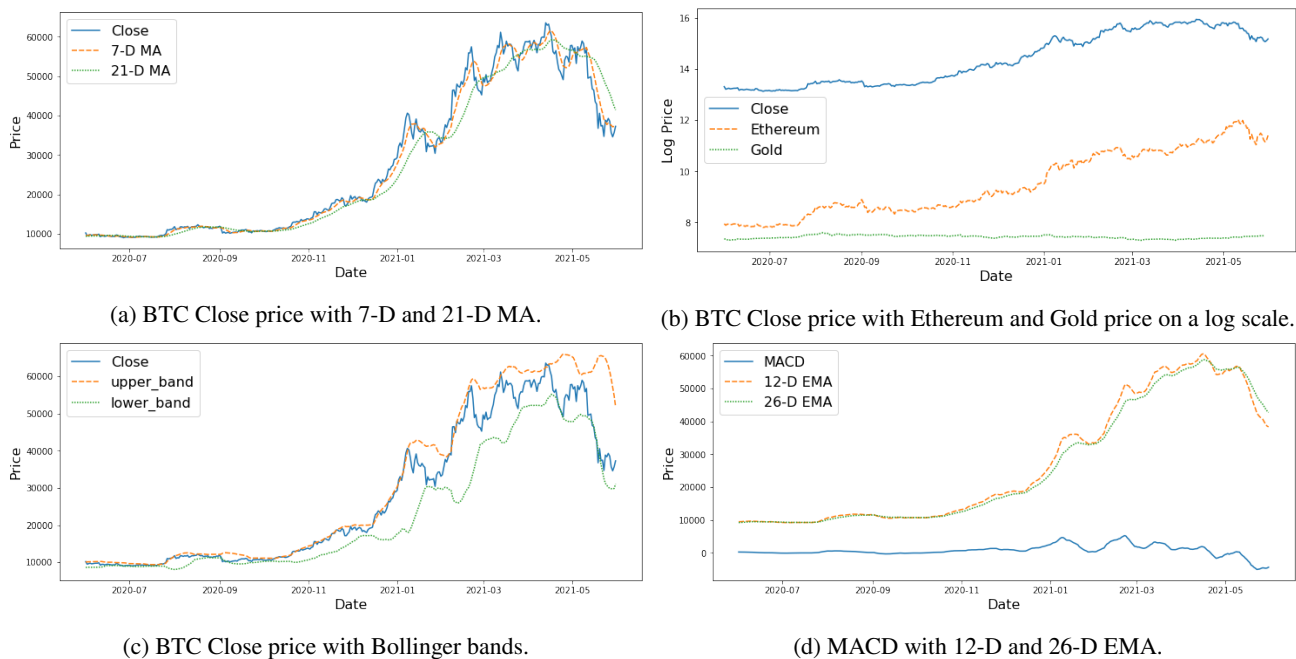 Close
7-D MA
21-D MA
60000
50000
40000
30000
20000
10000
Price
2020-07
2020-09
2020-11
2021-01
2021-03
2021-05
Date
(a) BTC Close price with 7-D and 21-D MA.
16
14
12
10
8
Log Price
Close
Ethereum
Gold
2020-07
2020-09
2020-11
2021-01
2021-03
2021-05
Date
(b) BTC Close price with Ethereum and Gold price on a log scale.
Close
upper_band
lower_band
60000
50000
40000
30000
20000
10000
Price
2020-07
2020-09
2020-11
2021-01
2021-03
2021-05
Date
(c) BTC Close price with Bollinger bands.
MACD
12-D EMA
26-D EMA
60000
50000
40000
30000
20000
10000
0
Price
2020-07
2020-09
2020-11
2021-01
2021-03
2021-05
Date
(d) MACD with 12-D and 26-D EMA.